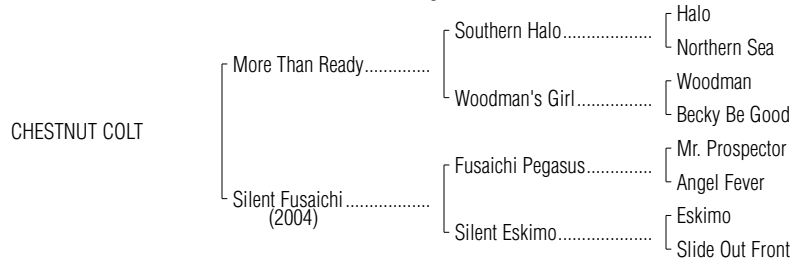 Halo
Southern Halo....................
Northern Sea
More Than Ready..............
Woodman
Woodman's Girl.................
Becky Be Good
CHESTNUT COLT
Mr. Prospector
Fusaichi Pegasus...............
Angel Fever
Silent Fusaichi ..................
(2004)
Eskimo
Silent Eskimo.....................
Slide Out Front